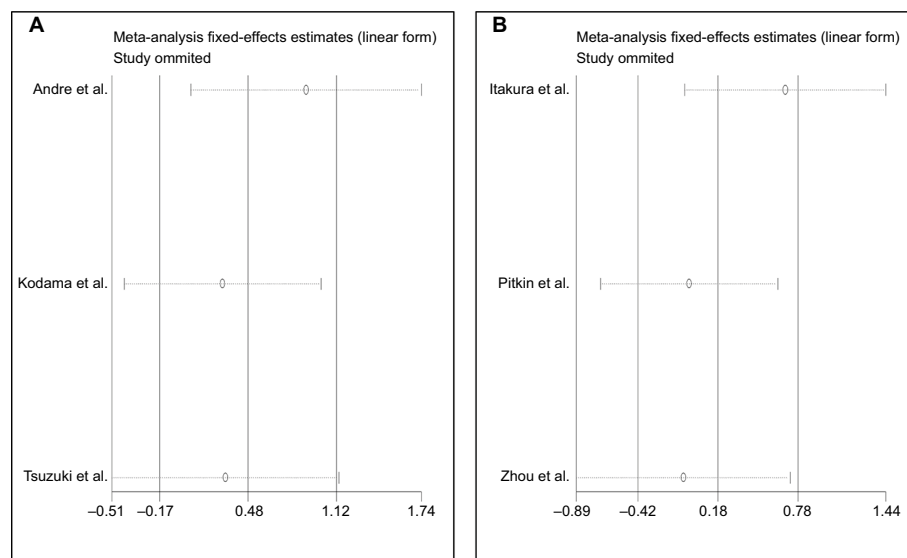 A
Meta-analysis fixed-effects estimates (linear form)
Study ommited
Andre et al.
Kodama et al.
Tsuzuki et al.
–0.51 –0.17 0.48 1.12 1.74
B
Meta-analysis fixed-effects estimates (linear form)
Study ommited
Itakura et al.
Pitkin et al.
Zhou et al.
–0.89 –0.42 0.18 0.78 1.44